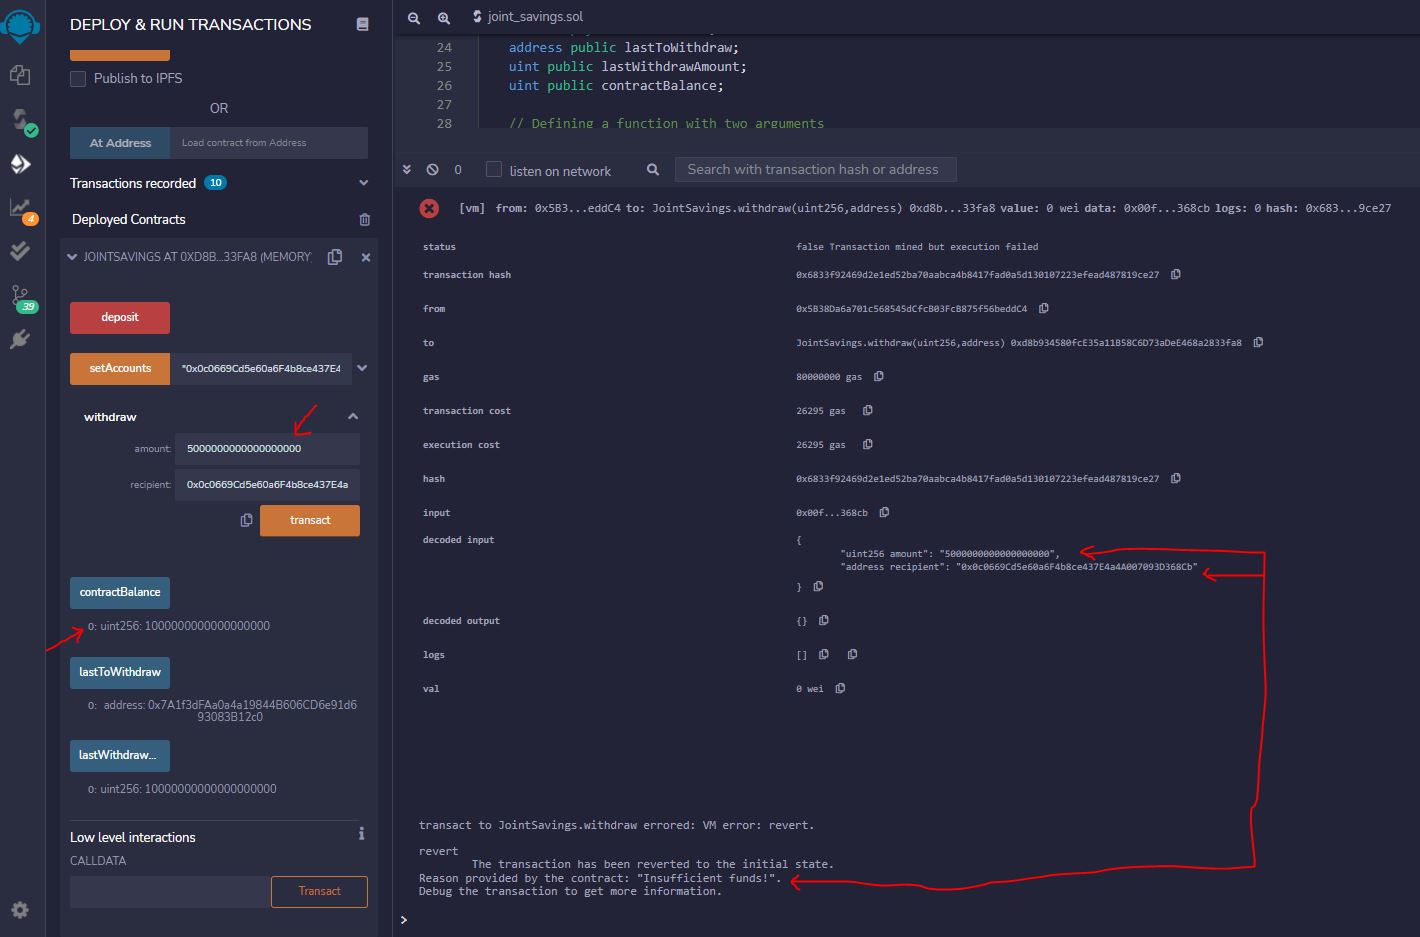 DEPLOY & RUN TRANSACTIONS
Publish to IPFS
OR
At Address
Load contract from Address
Transactions recorded 10
Deployed Contracts
JOINTSAVINGS AT 0XD8B...33FA8 (MEMORY)
deposit
setAccounts
"0x0c0669Cd5e60a6F4b8ce437E4
withdraw
amount: 5000000000000000000
recipient: 0x0c0669Cd5e60a6F4b8ce437E4a
transact
contractBalance
0: uint256: 1000000000000000000
lastToWithdraw
0: address: 0x7A1f3dFAa0a4a19844B606CD6e91d6
93083B12c0
lastWithdraw...
0: uint256: 10000000000000000000
Low level interactions
CALLDATA
Transact
4
39
joint_savings.sol
24 address public lastToWithdraw;
25 uint public lastWithdrawAmount;
26 uint public contractBalance;
27
28 // Defining a function with two arguments
0 listen on network Search with transaction hash or address
[vm] from: 0x5B3...eddC4 to: JointSavings.withdraw(uint256,address) 0xd8b...33fa8 value: 0 wei data: 0x00f...368cb logs: 0 hash: 0x683...9ce27
status false Transaction mined but execution failed
transaction hash 0x6833f92469d2e1ed52ba70aabca4b8417fad0a5d130107223efead487819ce27
from 0x5B38Da6a701c568545dCfcB03FcB875f56beddC4
to JointSavings.withdraw(uint256,address) 0xd8b934580fcE35a11B58C6D73aDeE468a2833fa8
gas 80000000 gas
transaction cost 26295 gas
execution cost 26295 gas
hash 0x6833f92469d2e1ed52ba70aabca4b8417fad0a5d130107223efead487819ce27
input 0x00f...368cb
decoded input {
"uint256 amount": "5000000000000000000",
"address recipient": "0x0c0669Cd5e60a6F4b8ce437E4a4A007093D368Cb"
}
decoded output {}
logs []
val 0 wei
transact to JointSavings.withdraw errored: VM error: revert.
revert
The transaction has been reverted to the initial state.
Reason provided by the contract: "Insufficient funds!".
Debug the transaction to get more information.
>